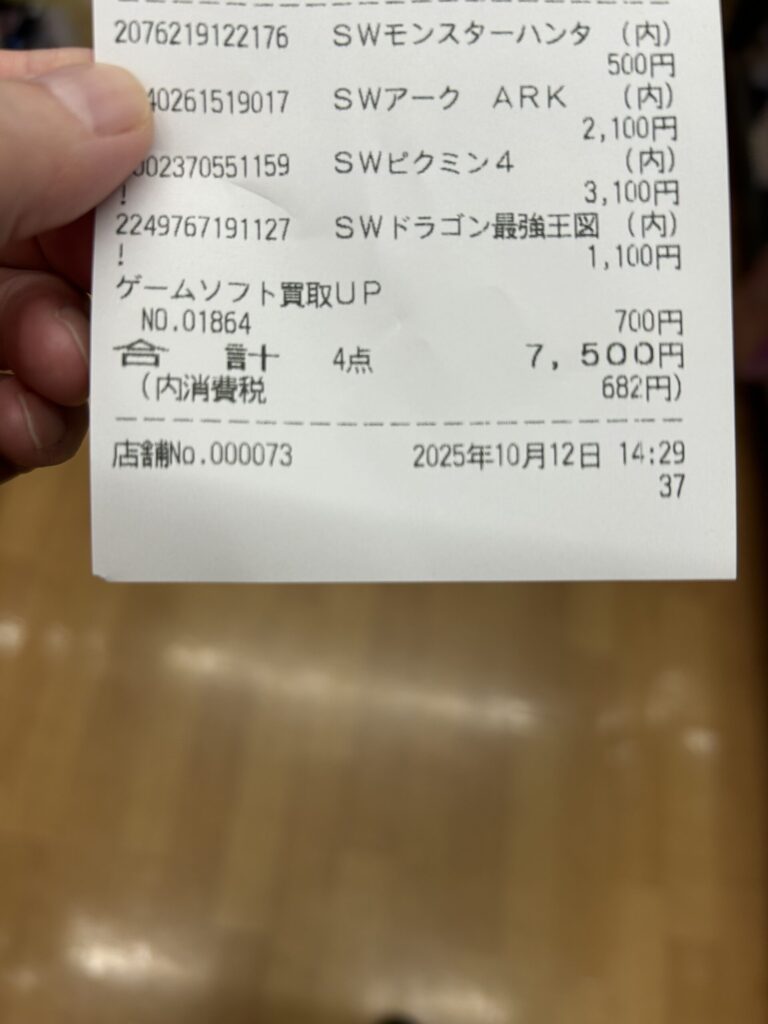 2076219122176 SWモンスターハンタ (内)
500円
40261519017 SWアーク ARK (内)
2,100円
002370551159 SWピクミン4 (内)
! 3,100円
2249767191127 SWドラゴン最強王図 (内)
! 1,100円
ゲームソフト買取UP
NO.01864 700円
合計 4点 7,500円
(内消費税 682円)
店舗No.000073 2025年10月12日 14:29
37